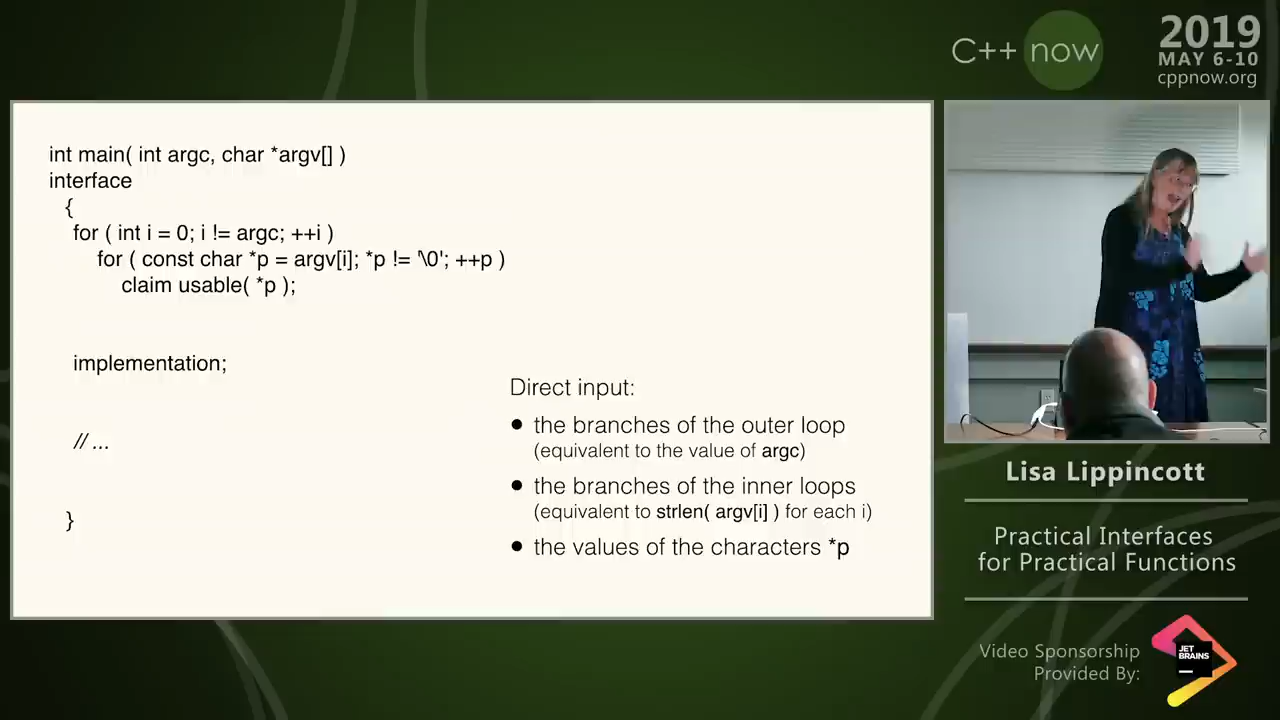 C++ now
2019
MAY 6-10
cppnow.org
int main( int argc, char *argv[] )
interface
{
for ( int i = 0; i != argc; ++i )
for ( const char *p = argv[i]; *p != '\0'; ++p )
claim usable( *p );
implementation;
// ...
}
Direct input:
• the branches of the outer loop
(equivalent to the value of argc)
• the branches of the inner loops
(equivalent to strlen( argv[i] ) for each i)
• the values of the characters *p
Lisa Lippincott
Practical Interfaces
for Practical Functions
Video Sponsorship
Provided By:
JET
BRAINS